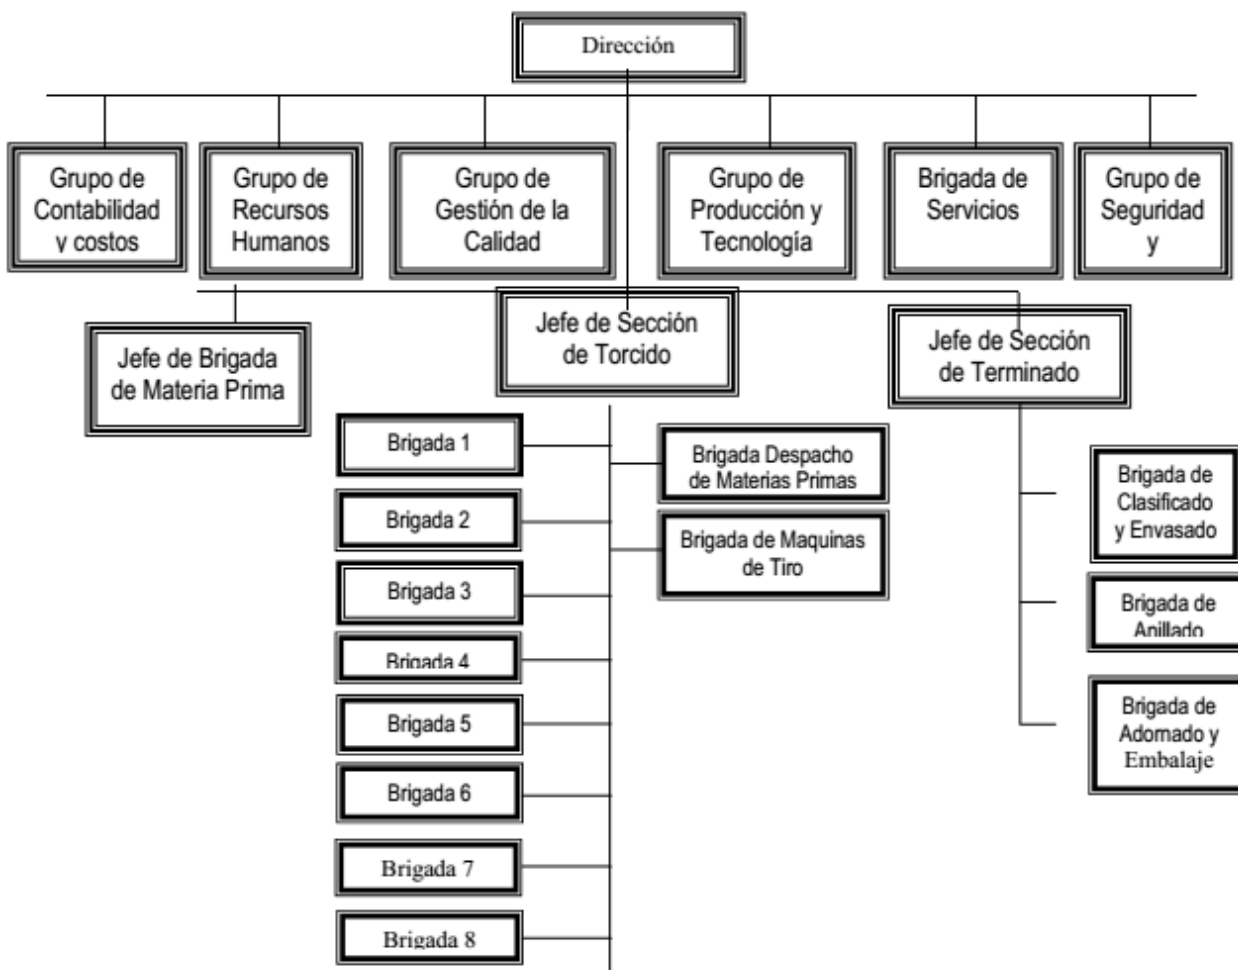 Dirección
Grupo de
Contabilidad
y costos
Grupo de
Recursos
Humanos
Grupo de
Gestión de la
Calidad
Grupo de
Producción y
Tecnología
Brigada de
Servicios
Grupo de
Seguridad
y
Jefe de Brigada
de Materia Prima
Jefe de Sección
de Torcido
Jefe de Sección
de Terminado
Brigada 1
Brigada 2
Brigada 3
Brigada 4
Brigada 5
Brigada 6
Brigada 7
Brigada 8
Brigada Despacho
de Materias Primas
Brigada de Maquinas
de Tiro
Brigada de
Clasificado
y Envasado
Brigada de
Anillado
Brigada de
Adornado y
Embalaje